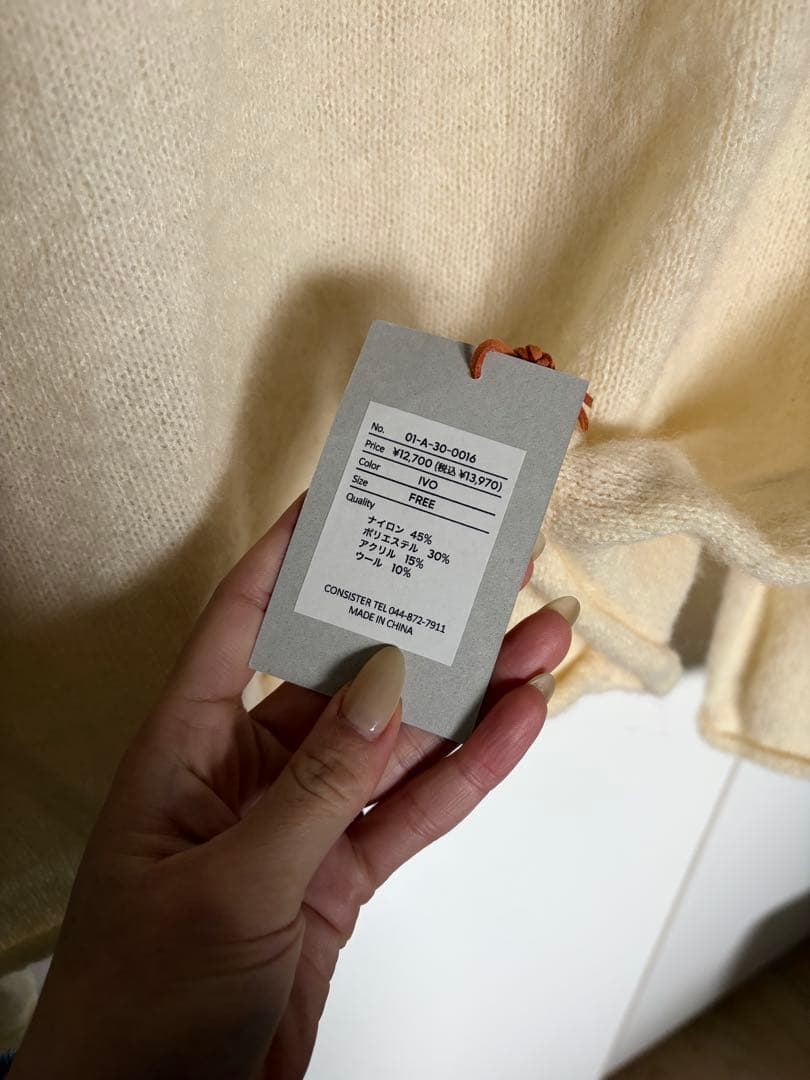 No. 01-A-30-0016
Price ¥12,700 (税込 ¥13,970)
Color IVO
Size FREE
Quality
ナイロン 45%
ポリエステル 30%
アクリル 15%
ウール 10%
CONSISTER TEL 044-872-7911
MADE IN CHINA